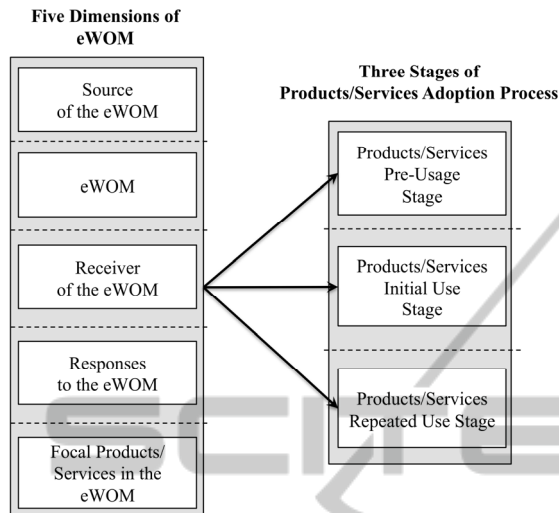 Five Dimensions of
eWOM
Source
of the eWOM
eWOM
Receiver
of the eWOM
Responses
to the eWOM
Focal Products/
Services in the
eWOM
Three Stages of
Products/Services Adoption Process
Products/Services
Pre-Usage
Stage
Products/Services
Initial Use
Stage
Products/Services
Repeated Use Stage
SCITE